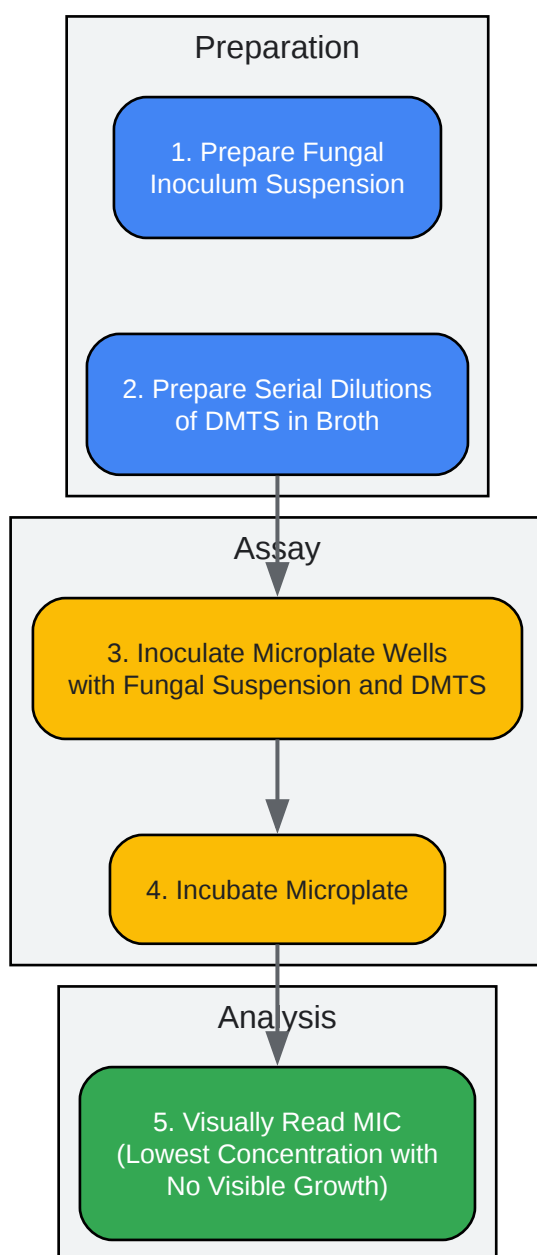 Preparation
1. Prepare Fungal
Inoculum Suspension
2. Prepare Serial Dilutions
of DMTS in Broth
Assay
3. Inoculate Microplate Wells
with Fungal Suspension and DMTS
4. Incubate Microplate
Analysis
5. Visually Read MIC
(Lowest Concentration with
No Visible Growth)